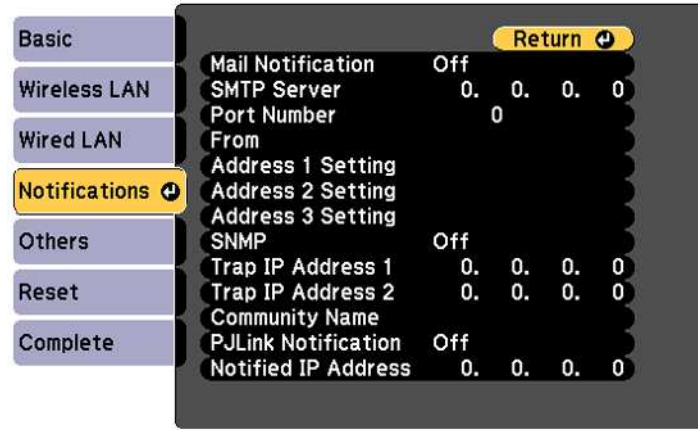 Basic
Wireless LAN
Wired LAN
Notifications
Others
Reset
Complete
Return
Mail Notification Off
SMTP Server 0. 0. 0. 0
Port Number 0
From
Address 1 Setting
Address 2 Setting
Address 3 Setting
SNMP Off
Trap IP Address 1 0. 0. 0. 0
Trap IP Address 2 0. 0. 0. 0
Community Name
PJLink Notification Off
Notified IP Address 0. 0. 0. 0